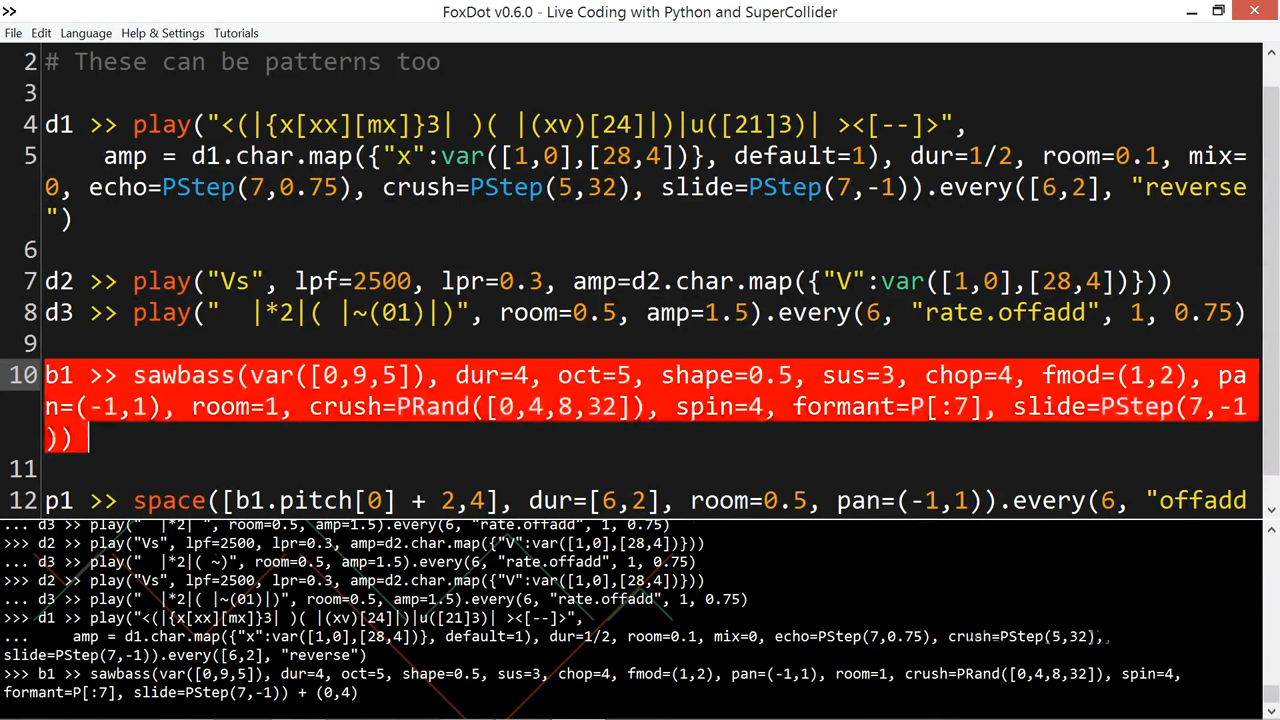 FoxDot v0.6.0 - Live Coding with Python and SuperCollider
File Edit Language Help & Settings Tutorials
2 # These can be patterns too
3
4 d1 >> play("<(|{x[xx][mx]}3| )( |(xv)[24]|)|u([21]3)| ><[--]>",
5     amp = d1.char.map({"x":var([1,0],[28,4])}, default=1), dur=1/2, room=0.1, mix=
0, echo=PStep(7,0.75), crush=PStep(5,32), slide=PStep(7,-1)).every([6,2], "reverse
")
6
7 d2 >> play("Vs", lpf=2500, lpr=0.3, amp=d2.char.map({"V":var([1,0],[28,4])}))
8 d3 >> play("  |*2|( |~(01)|)", room=0.5, amp=1.5).every(6, "rate.offadd", 1, 0.75)
9
10 b1 >> sawbass(var([0,9,5]), dur=4, oct=5, shape=0.5, sus=3, chop=4, fmod=(1,2), pa
n=(-1,1), room=1, crush=PRand([0,4,8,32]), spin=4, formant=P[:7], slide=PStep(7,-1
))
11
12 p1 >> space([b1.pitch[0] + 2,4], dur=[6,2], room=0.5, pan=(-1,1)).every(6, "offadd
... d3 >> play("  |*2| ", room=0.5, amp=1.5).every(6, "rate.offadd", 1, 0.75)
>>> d2 >> play("Vs", lpf=2500, lpr=0.3, amp=d2.char.map({"V":var([1,0],[28,4])}))
... d3 >> play("  |*2|( ~)", room=0.5, amp=1.5).every(6, "rate.offadd", 1, 0.75)
>>> d2 >> play("Vs", lpf=2500, lpr=0.3, amp=d2.char.map({"V":var([1,0],[28,4])}))
... d3 >> play("  |*2|( |~(01)|)", room=0.5, amp=1.5).every(6, "rate.offadd", 1, 0.75)
>>> d1 >> play("<(|{x[xx][mx]}3| )( |(xv)[24]|)|u([21]3)| ><[--]>",
...     amp = d1.char.map({"x":var([1,0],[28,4])}, default=1), dur=1/2, room=0.1, mix=0, echo=PStep(7,0.75), crush=PStep(5,32),
slide=PStep(7,-1)).every([6,2], "reverse")
>>> b1 >> sawbass(var([0,9,5]), dur=4, oct=5, shape=0.5, sus=3, chop=4, fmod=(1,2), pan=(-1,1), room=1, crush=PRand([0,4,8,32]), spin=4,
formant=P[:7], slide=PStep(7,-1)) + (0,4)